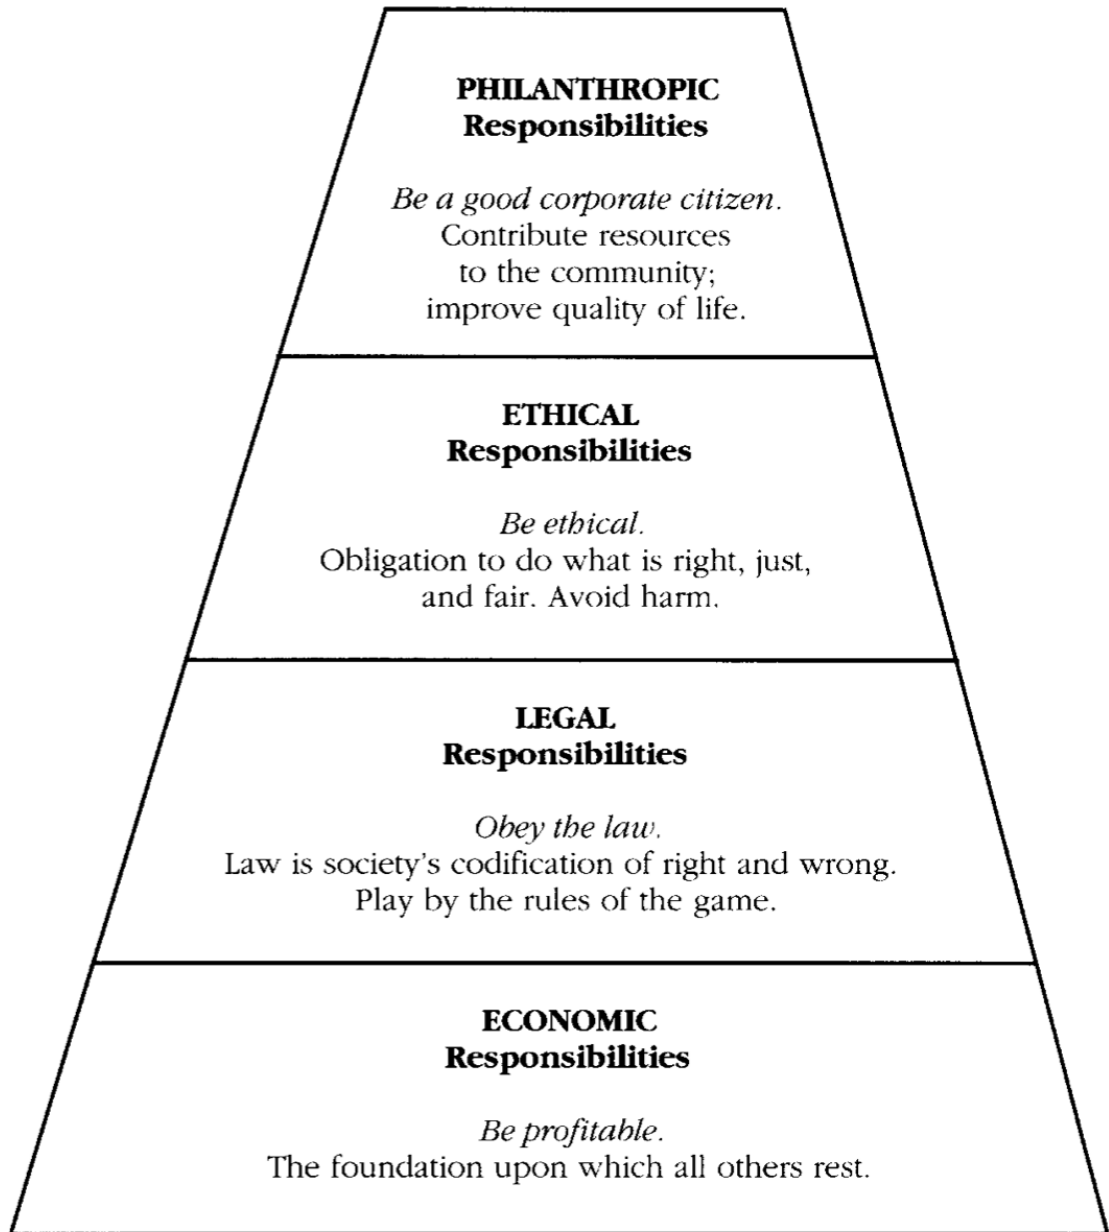 PHILANTHROPIC
Responsibilities
Be a good corporate citizen.
Contribute resources
to the community;
improve quality of life.
ETHICAL
Responsibilities
Be ethical.
Obligation to do what is right, just,
and fair. Avoid harm.
LEGAL
Responsibilities
Obey the law.
Law is society's codification of right and wrong.
Play by the rules of the game.
ECONOMIC
Responsibilities
Be profitable.
The foundation upon which all others rest.